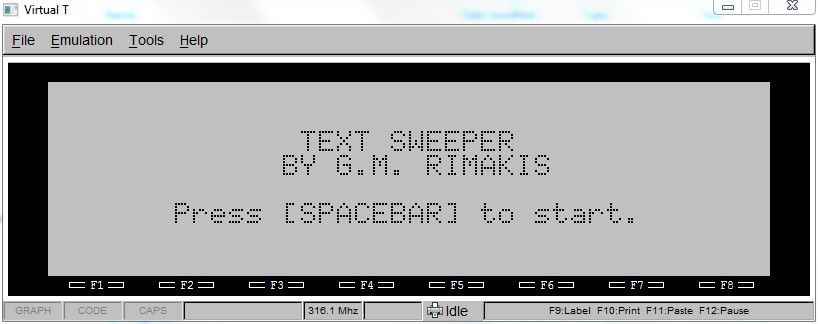 Virtual T
File Emulation Tools Help
TEXT SWEEPER
BY G.M. RIMAKIS
Press [SPACEBAR] to start.
F1 F2 F3 F4 F5 F6 F7 F8
GRAPH CODE CAPS 316.1 Mhz Idle F9:Label F10:Print F11:Paste F12:Pause